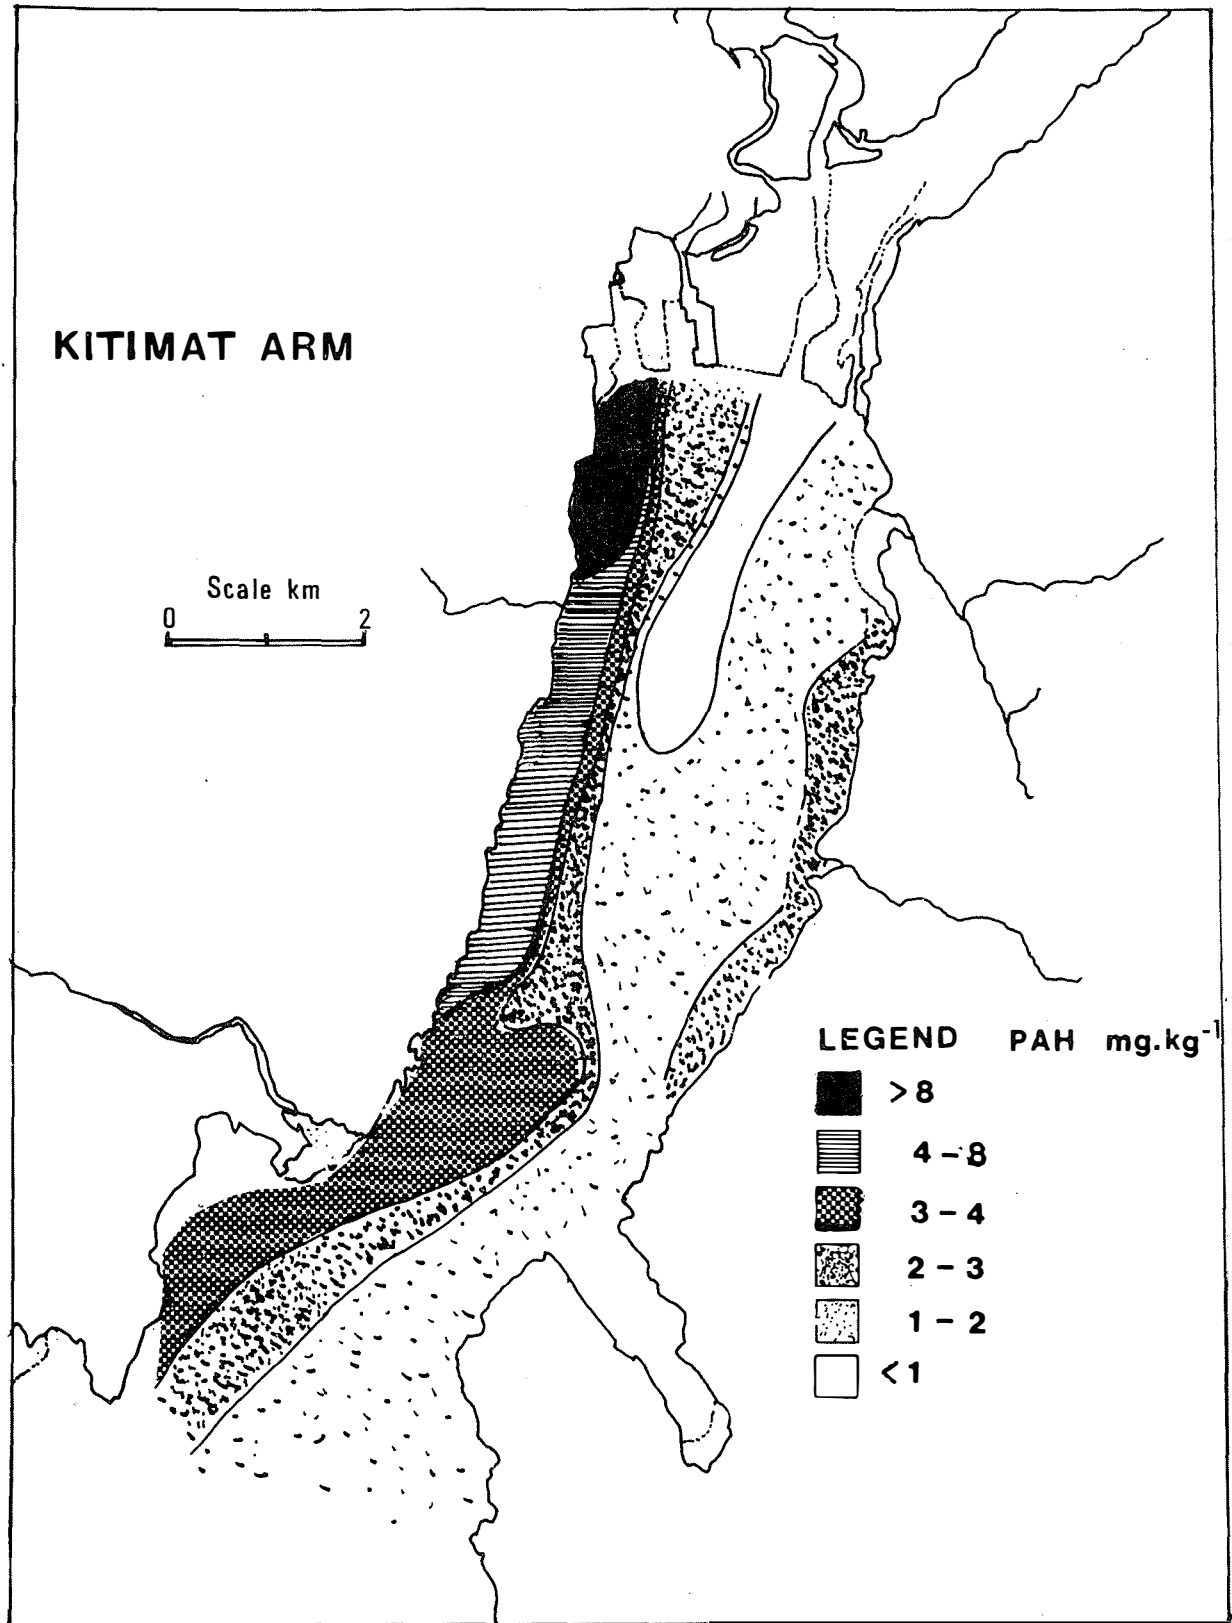 KITIMAT ARM
Scale km
0 2
LEGEND PAH mg.kg⁻¹
>8
4-8
3-4
2-3
1-2
<1